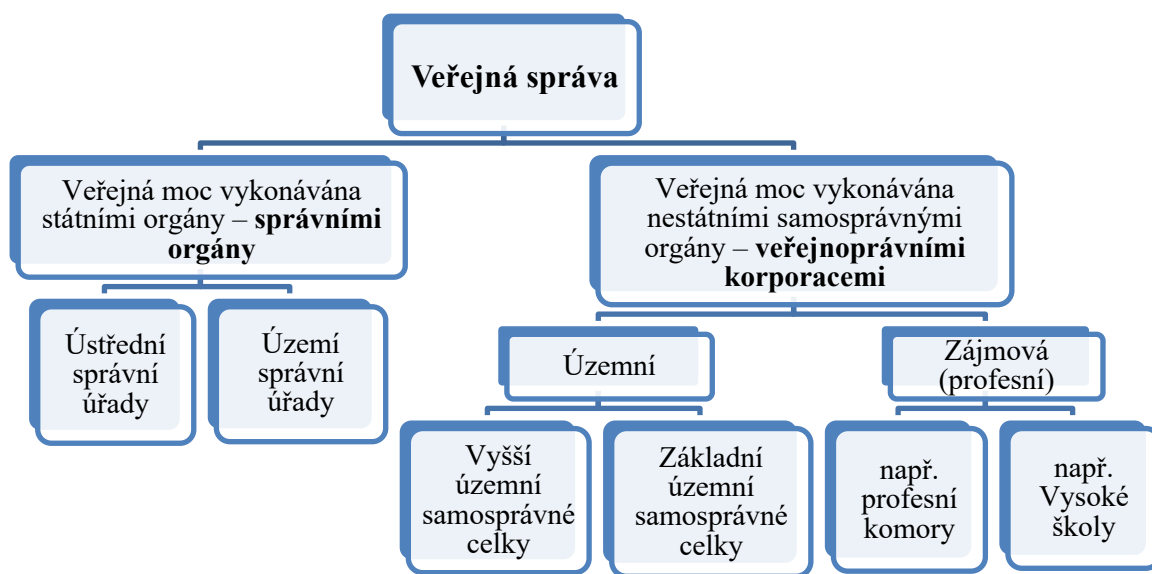 Veřejná správa
Veřejná moc vykonávána
státními orgány – správními
orgány
Veřejná moc vykonávána
nestátními samosprávnými
orgány – veřejnoprávními
korporacemi
Ústřední
správní
úřady
Území
správní
úřady
Územní
Zájmová
(profesní)
Vyšší
územní
samosprávné
celky
Základní
územní
samosprávné
celky
např.
profesní
komory
např.
Vysoké
školy